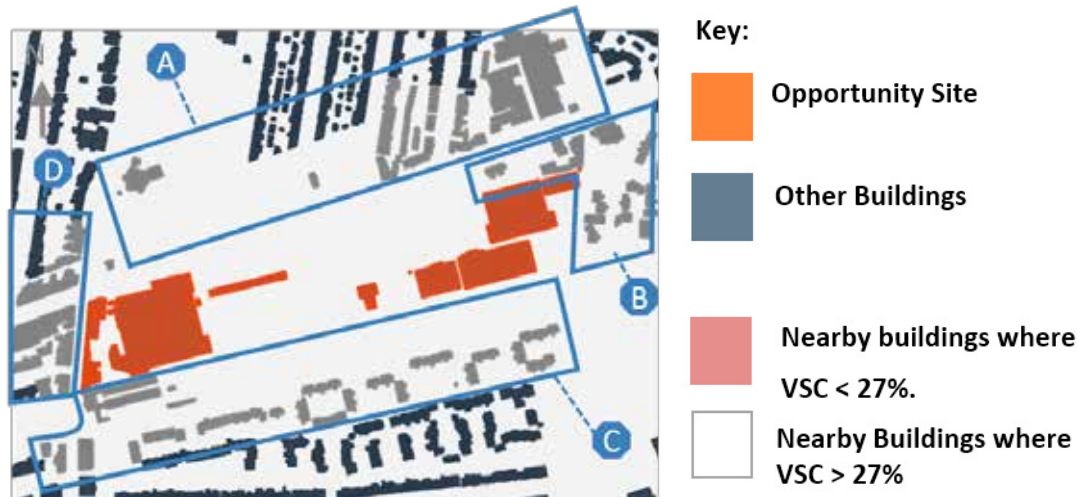 Key:
N
A
Opportunity Site
D
Other Buildings
B
Nearby buildings where
VSC < 27%.
C
Nearby Buildings where
VSC > 27%